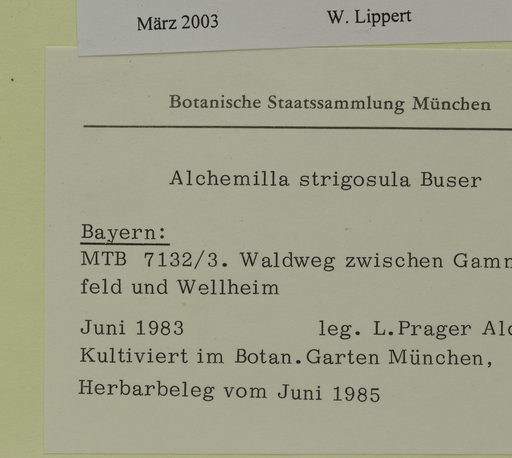 März 2003 W. Lippert
Botanische Staatssammlung München
Alchemilla strigosula Buser
Bayern:
MTB 7132/3. Waldweg zwischen
feld und Wellheim
Juni 1983 leg. L.Prager
Kultiviert im Botan.Garten München,
Herbarbeleg vom Juni 1985